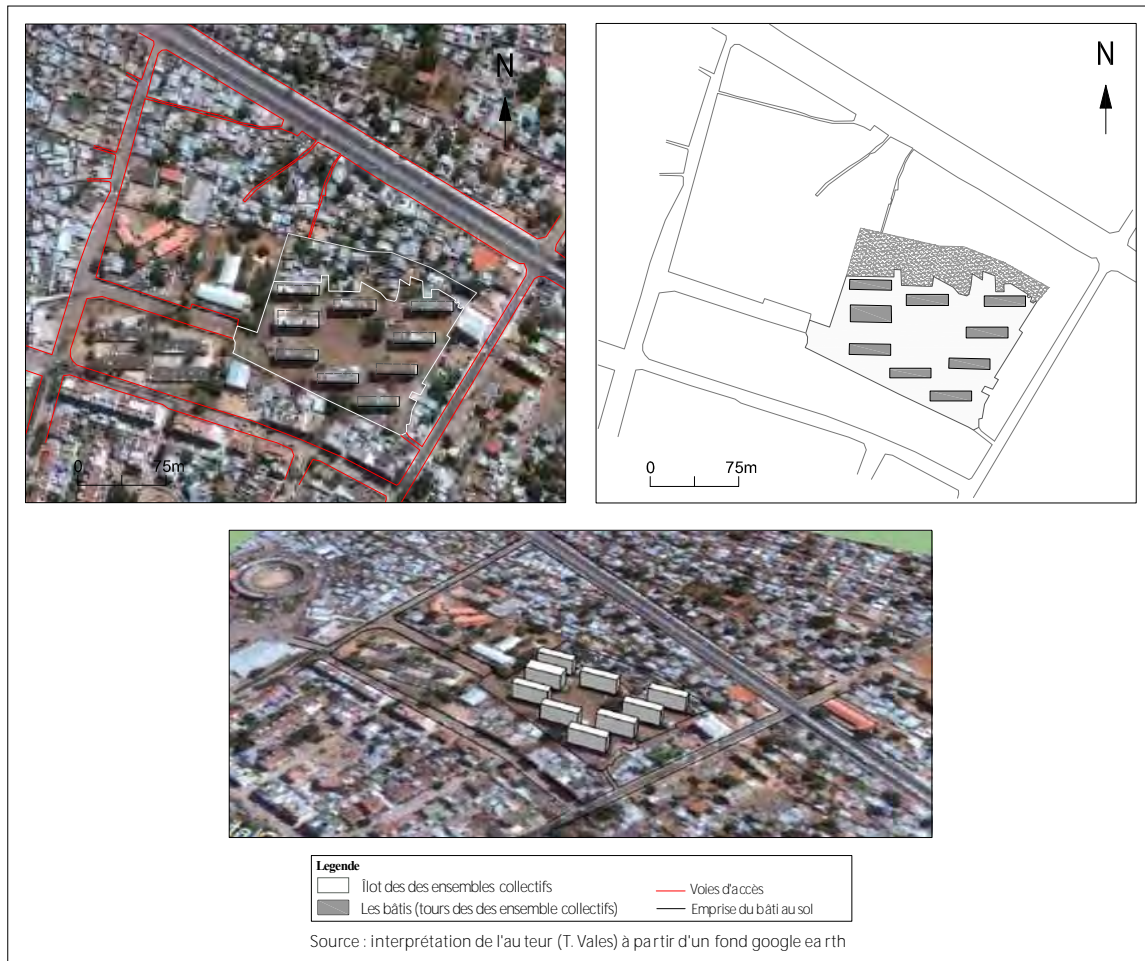 N
0 75m
N
0 75m
Legende
Îlot des des ensembles collectifs
Voies d'accès
Les bâtis (tours des des ensemble collectifs)
Emprise du bâti au sol
Source : interprétation de l'auteur (T. Vales) à partir d'un fond google earth